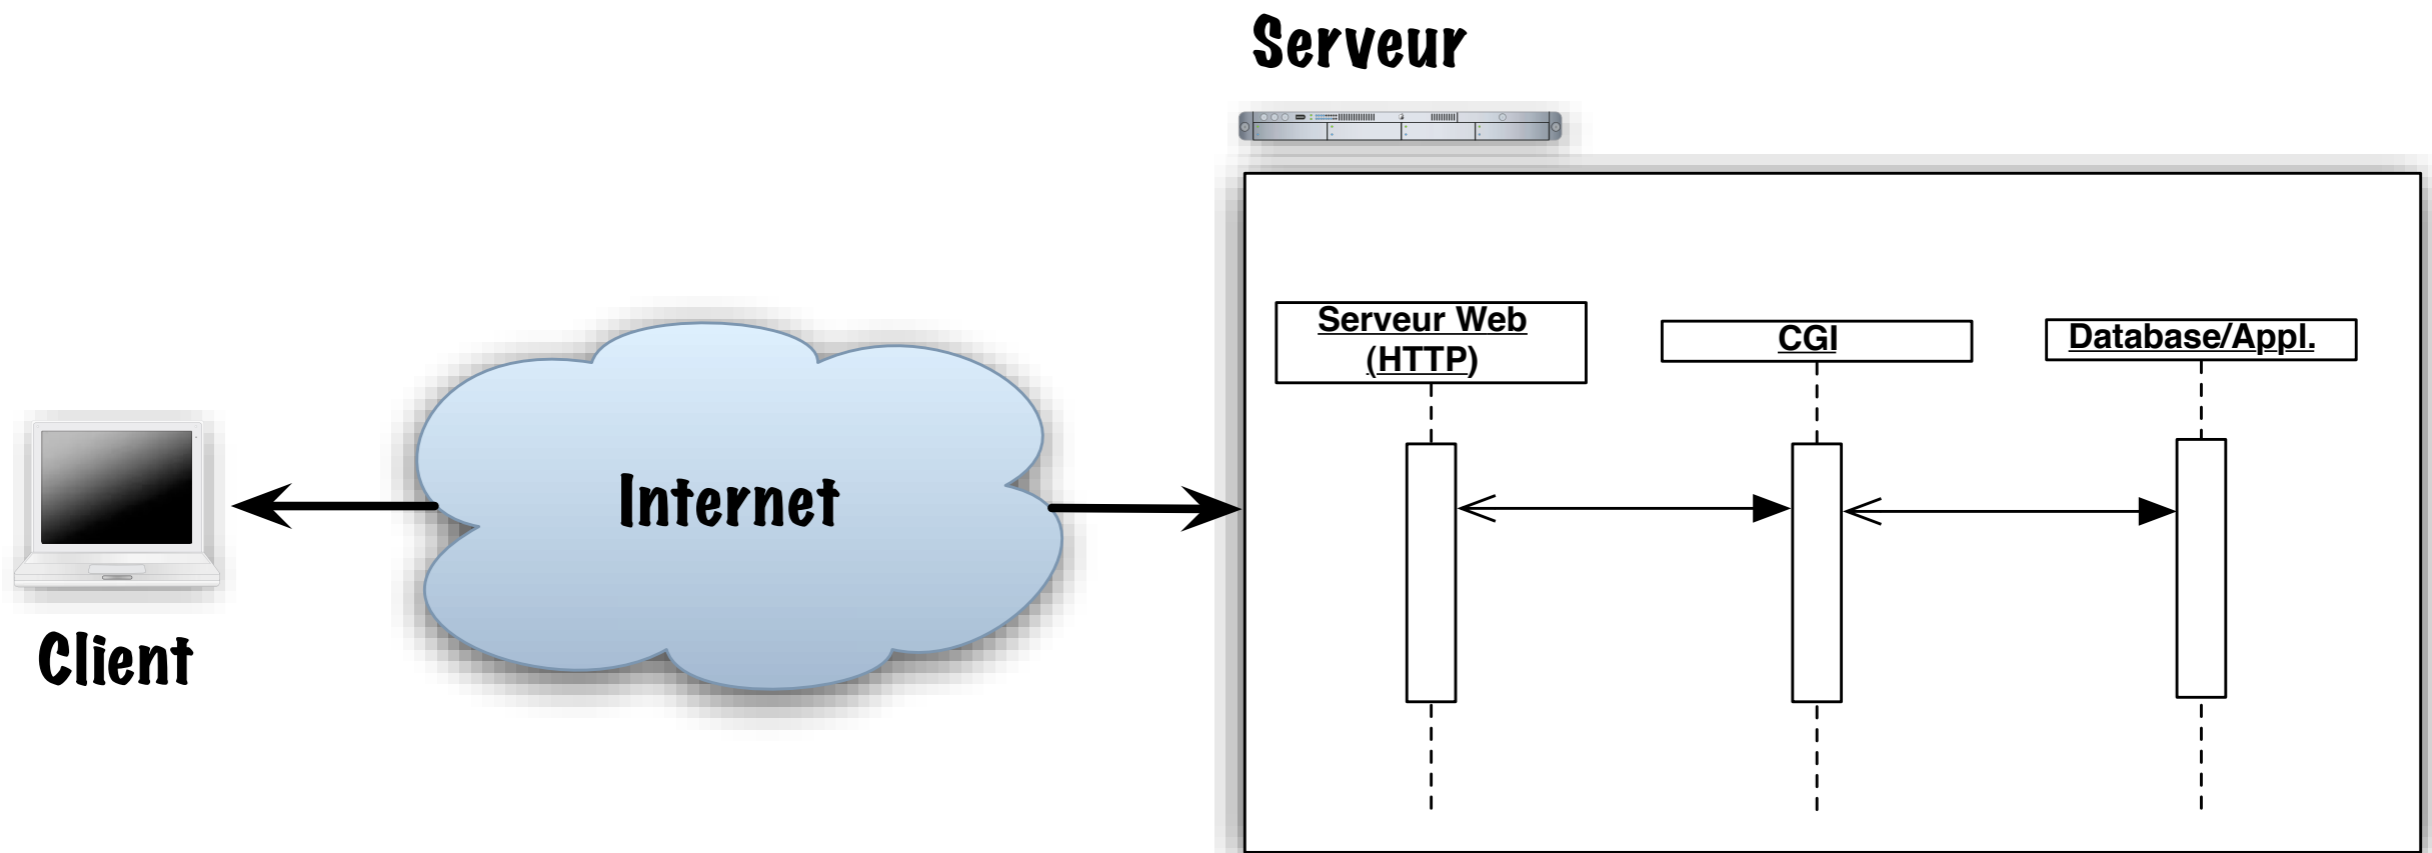 Serveur
Serveur Web
(HTTP)
CGI
Database/Appl.
Internet
Client